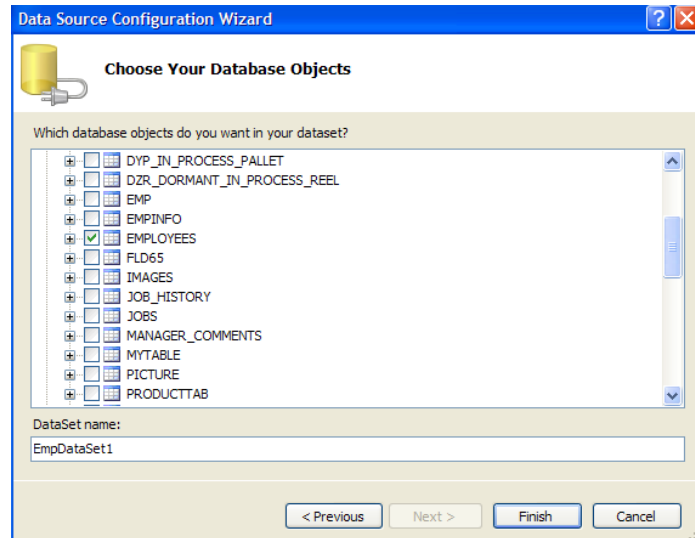 Data Source Configuration Wizard
Choose Your Database Objects
Which database objects do you want in your dataset?
DYP_IN_PROCESS_PALLET
DZR_DORMANT_IN_PROCESS_REEL
EMP
EMPINFO
EMPLOYEES
FLD65
IMAGES
JOB_HISTORY
JOBS
MANAGER_COMMENTS
MYTABLE
PICTURE
PRODUCTTAB
DataSet name:
EmpDataSet1
< Previous Next > Finish Cancel